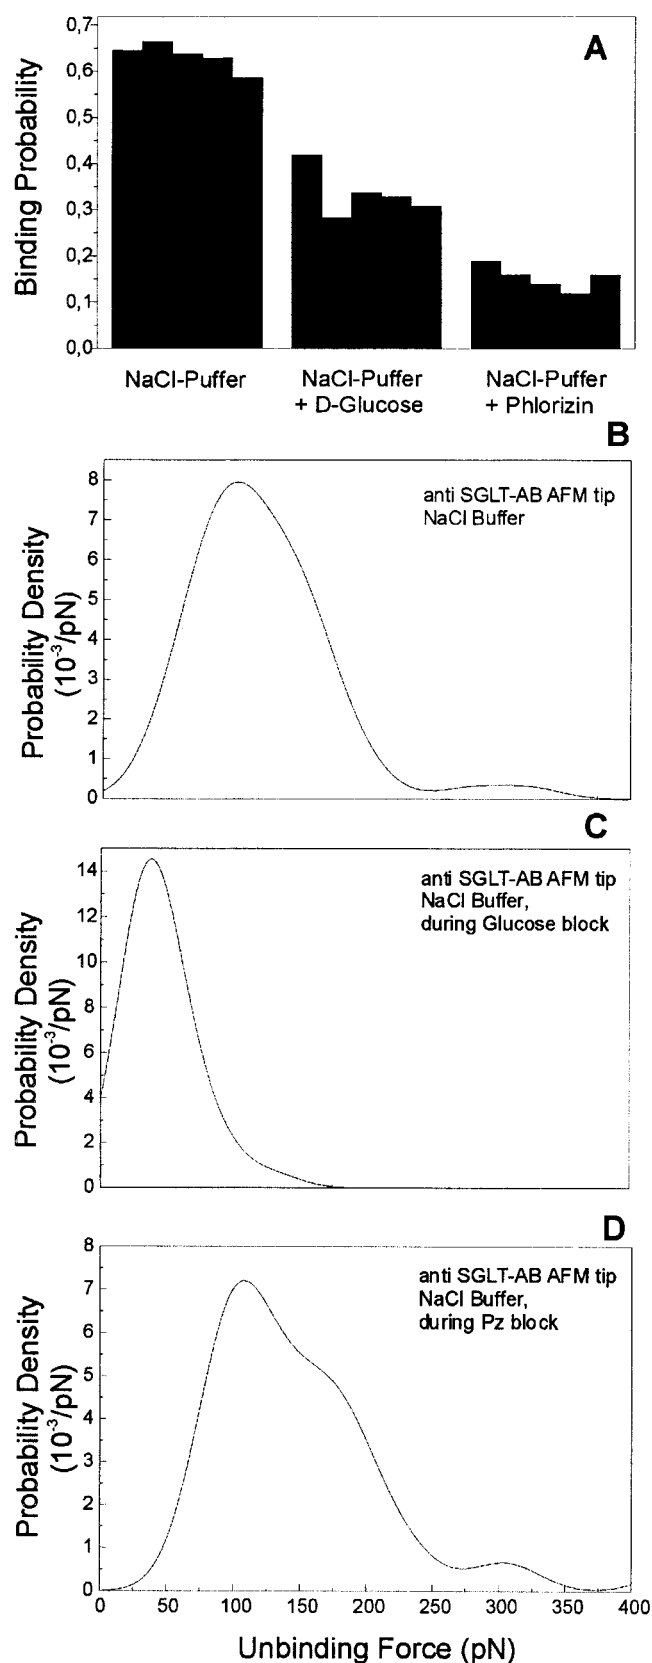 A
Binding Probability
0,7
0,6
0,5
0,4
0,3
0,2
0,1
0,0
NaCl-Puffer
NaCl-Puffer
+ D-Glucose
NaCl-Puffer
+ Phlorizin
B
Probability Density
(10⁻³/pN)
8
7
6
5
4
3
2
1
0
anti SGLT-AB AFM tip
NaCl Buffer
C
Probability Density
(10⁻³/pN)
14
12
10
8
6
4
2
0
anti SGLT-AB AFM tip
NaCl Buffer,
during Glucose block
D
Probability Density
(10⁻³/pN)
8
7
6
5
4
3
2
1
0
anti SGLT-AB AFM tip
NaCl Buffer,
during Pz block
0 50 100 150 200 250 300 350 400
Unbinding Force (pN)